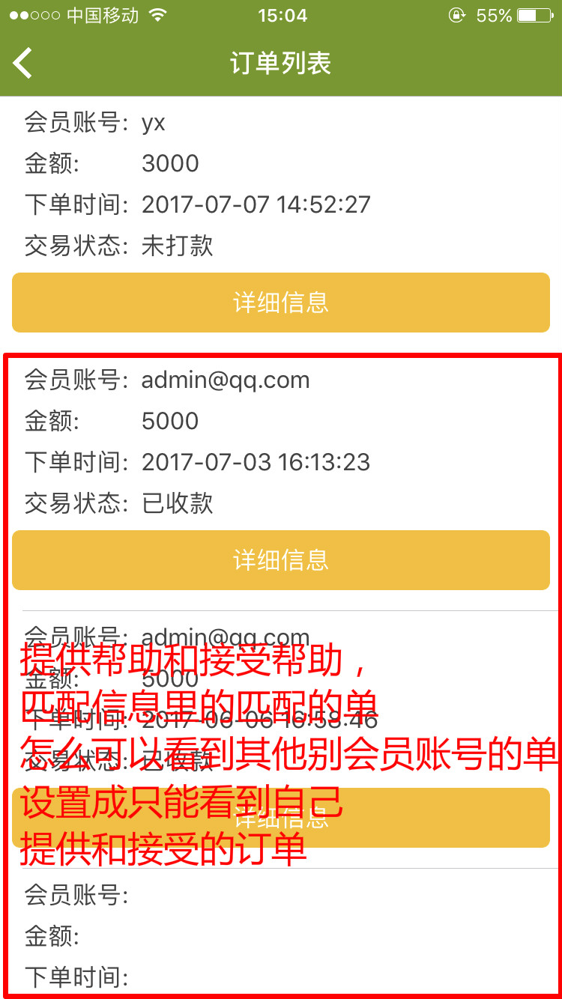 中国移动 15:04 55%
订单列表
会员账号: yx
金额: 3000
下单时间: 2017-07-07 14:52:27
交易状态: 未打款
详细信息
会员账号: admin@qq.com
金额: 5000
下单时间: 2017-07-03 16:13:23
交易状态: 已收款
详细信息
会员账号: admin@qq.com
提供帮助和接受帮助，
金额: 5000
匹配信息里的匹配的单
下单时间: 2017-06-06 16:58:46
怎么可以看到其他别会员账号的单
交易状态: 已收款
设置成只能看到自己
详细信息
提供和接受的订单
会员账号:
金额:
下单时间: